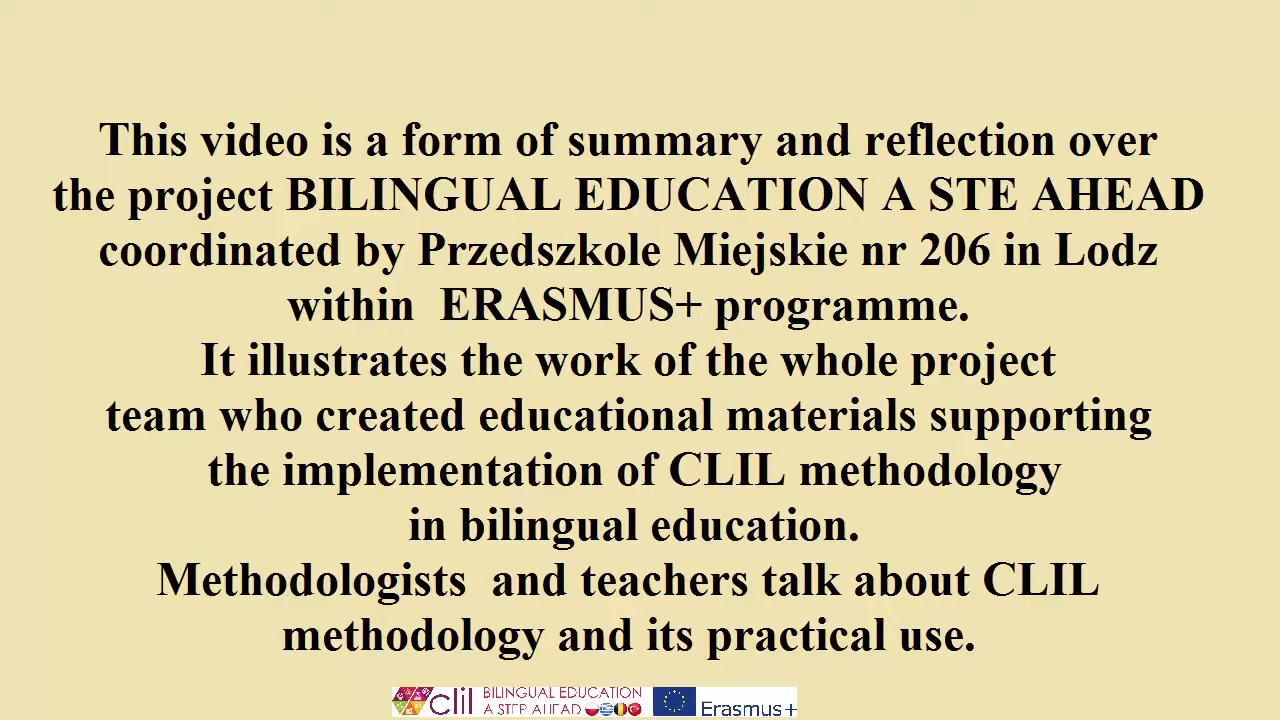 This video is a form of summary and reflection over
the project BILINGUAL EDUCATION A STE AHEAD
coordinated by Przedszkole Miejskie nr 206 in Lodz
within  ERASMUS+ programme.
It illustrates the work of the whole project
team who created educational materials supporting
the implementation of CLIL methodology
in bilingual education.
Methodologists  and teachers talk about CLIL
methodology and its practical use.
clil BILINGUAL EDUCATION
A STEP AHEAD
Erasmus+